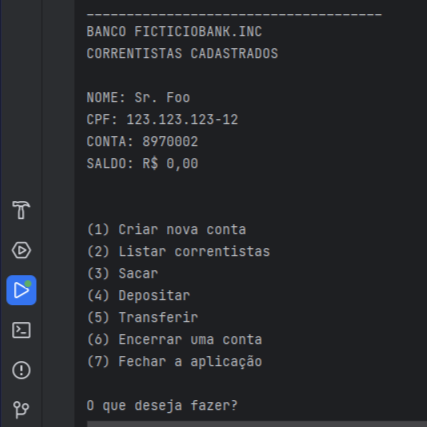 _____________________________________
BANCO FICTICIOBANK.INC
CORRENTISTAS CADASTRADOS
NOME: Sr. Foo
CPF: 123.123.123-12
CONTA: 8970002
SALDO: R$ 0,00
(1) Criar nova conta
(2) Listar correntistas
(3) Sacar
(4) Depositar
(5) Transferir
(6) Encerrar uma conta
(7) Fechar a aplicação
O que deseja fazer?